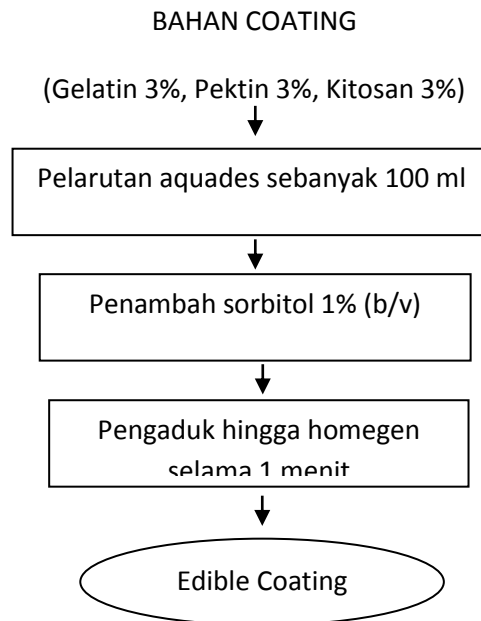 BAHAN COATING
(Gelatin 3%, Pektin 3%, Kitosan 3%)
Pelarutan aquades sebanyak 100 ml
Penambah sorbitol 1% (b/v)
Pengaduk hingga homegen
selama 1 menit
Edible Coating